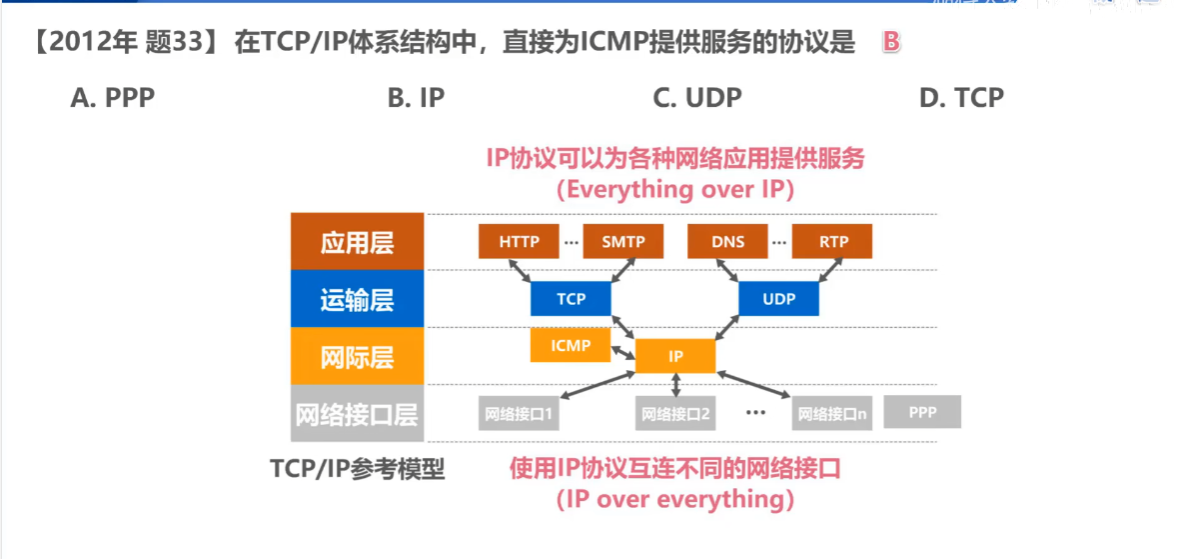 【2012年 题33】 在TCP/IP体系结构中，直接为ICMP提供服务的协议是 B
A. PPP B. IP C. UDP D. TCP
IP协议可以为各种网络应用提供服务
（Everything over IP）
应用层 HTTP ··· SMTP DNS ··· RTP
运输层 TCP UDP
网际层 ICMP IP
网络接口层 网络接口1 网络接口2 ··· 网络接口n PPP
TCP/IP参考模型 使用IP协议互连不同的网络接口
（IP over everything）